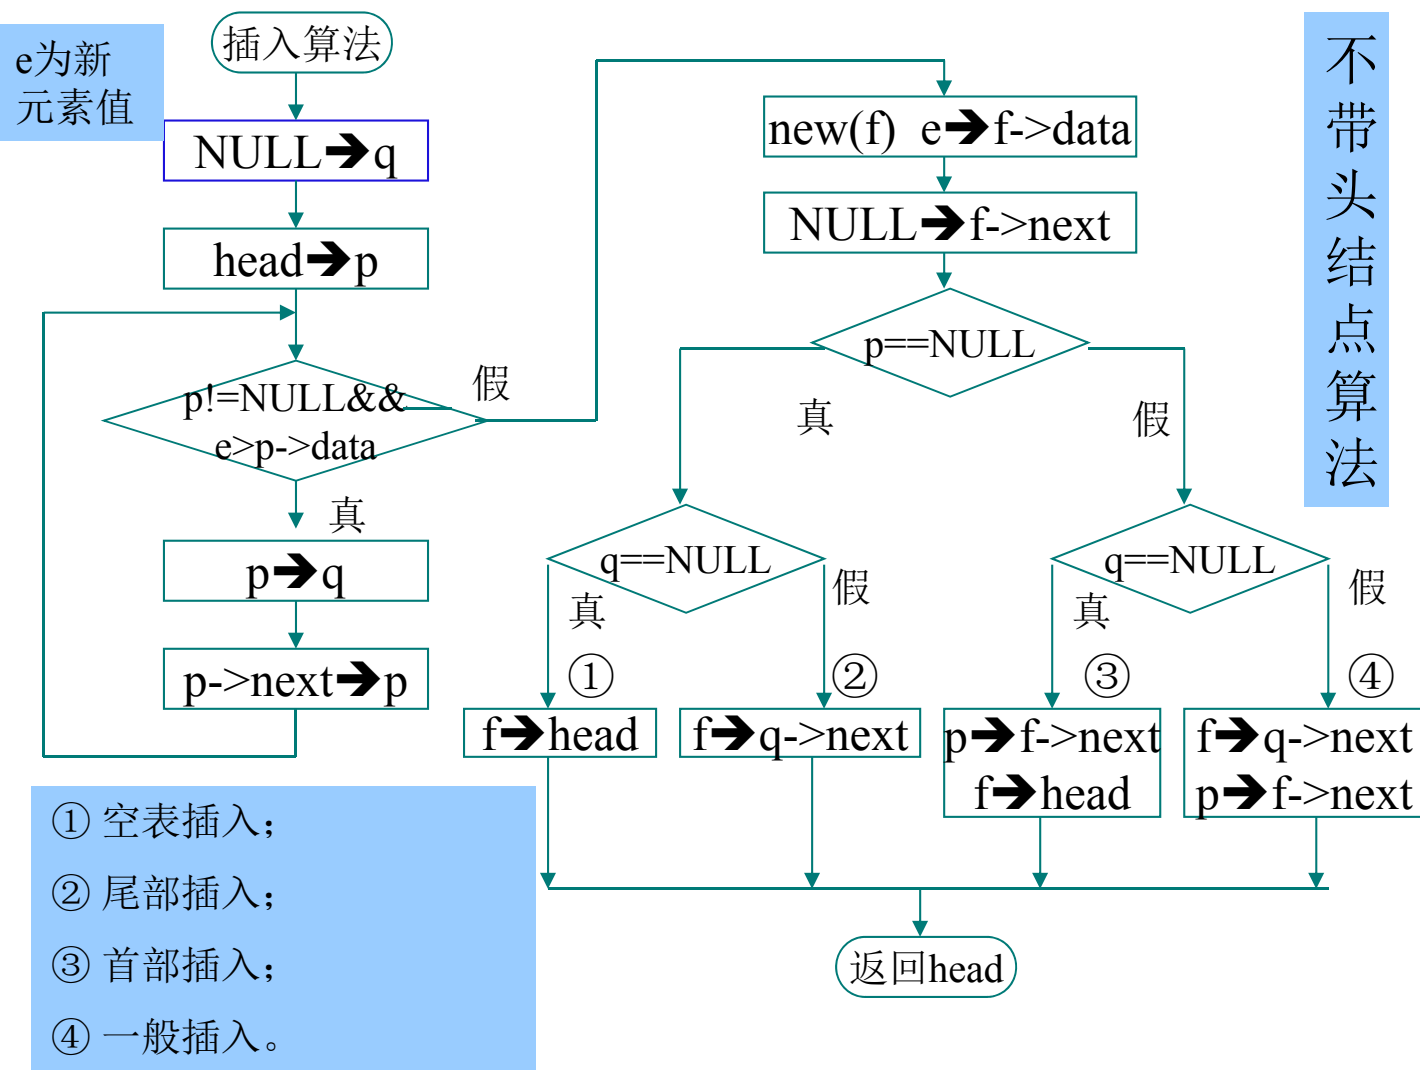 e为新
元素值
插入算法
NULL➔q
head➔p
p!=NULL&&
e>p->data
假
真
p➔q
p->next➔p
new(f) e➔f->data
NULL➔f->next
p==NULL
真
假
q==NULL
真
假
q==NULL
真
假
①
f➔head
②
f➔q->next
③
p➔f->next
f➔head
④
f➔q->next
p➔f->next
返回head
不带头结点算法
① 空表插入；
② 尾部插入；
③ 首部插入；
④ 一般插入。